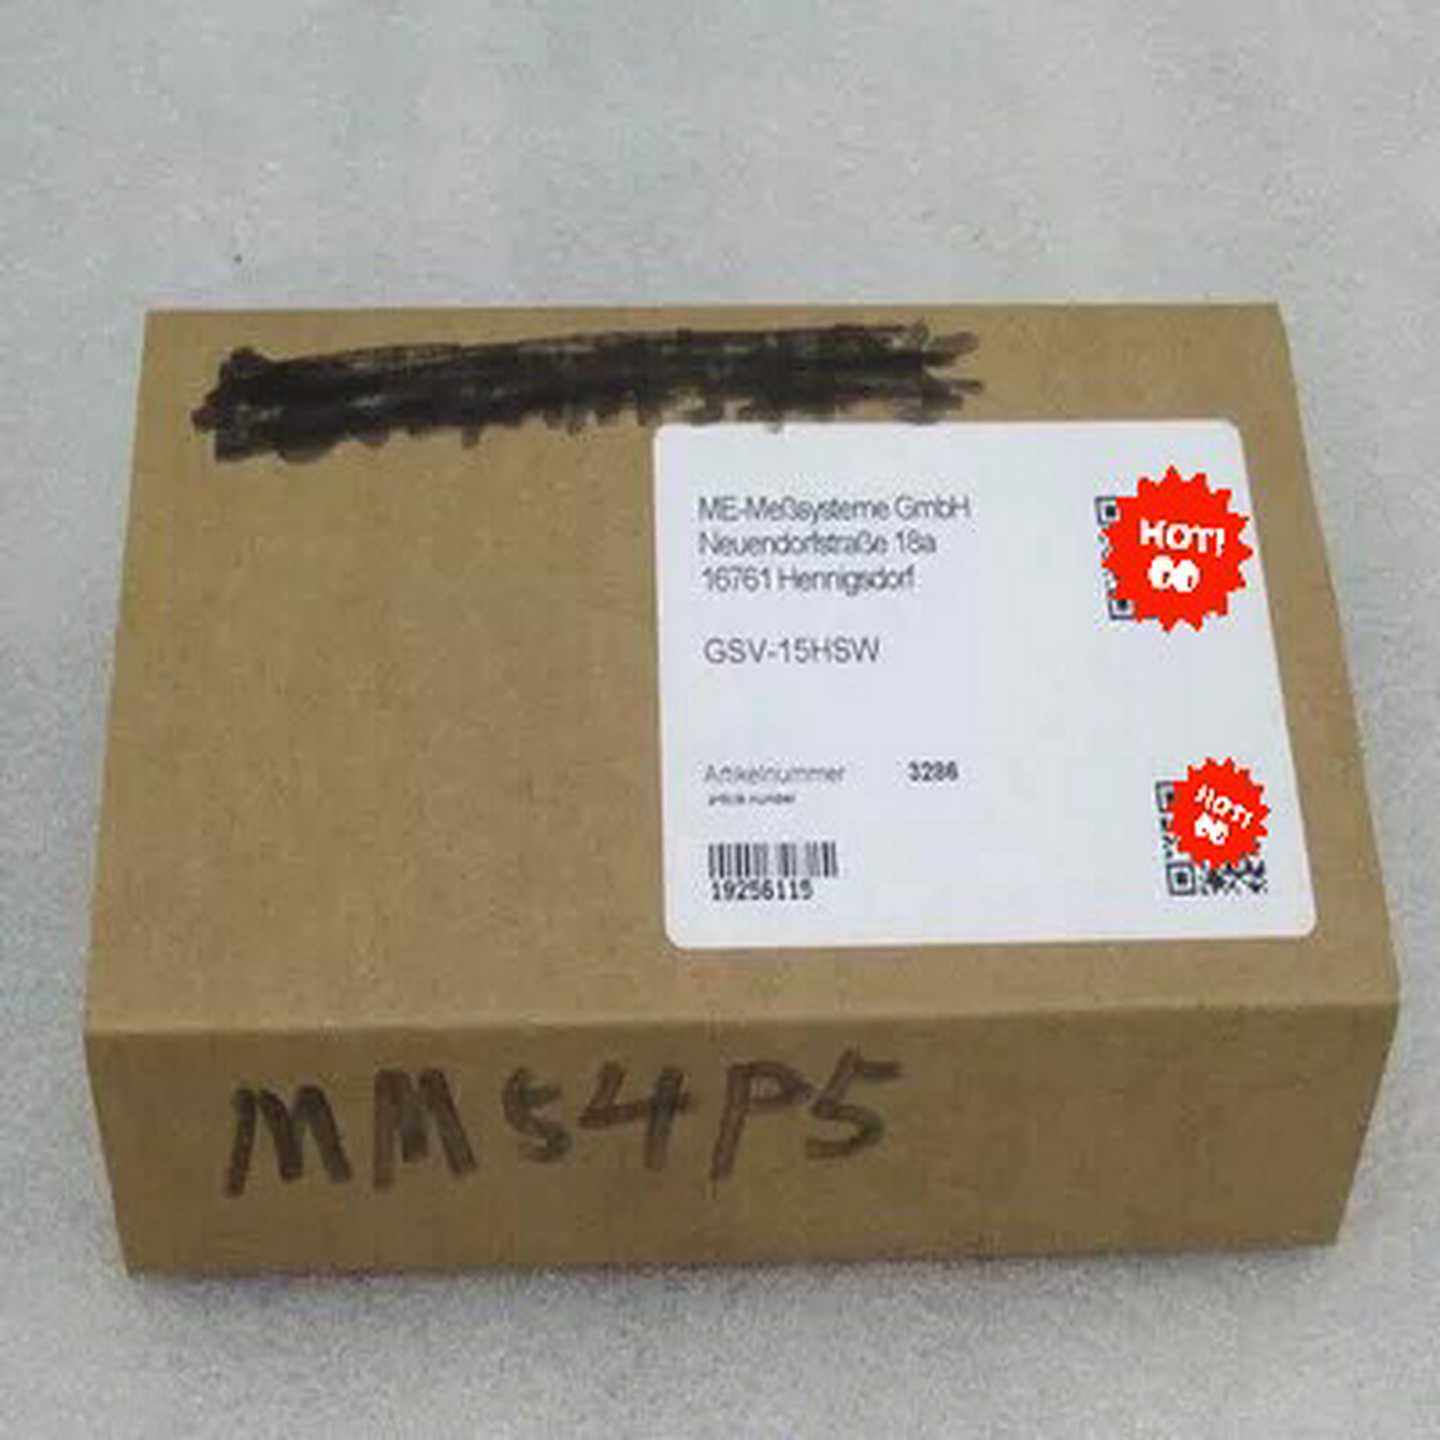 ME-Meßsysteme GmbH
Neuendorfstraße 18a
16761 Hennigsdorf
GSV-15HSW
Artikelnummer 3286
article number
19256115
HOT!
HOT!
MM54P5